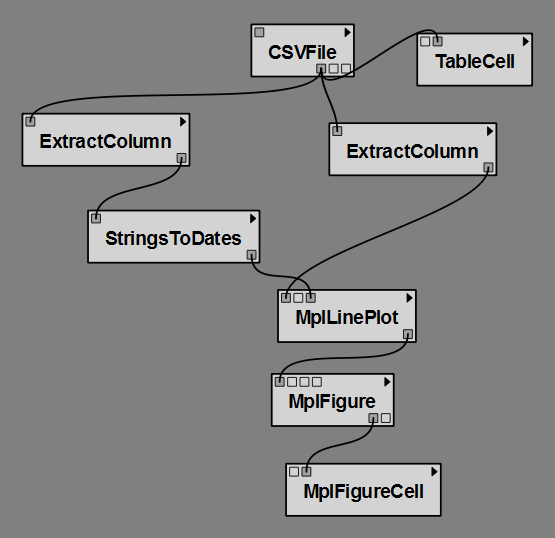 CSVFile
TableCell
ExtractColumn
ExtractColumn
StringsToDates
MplLinePlot
MplFigure
MplFigureCell